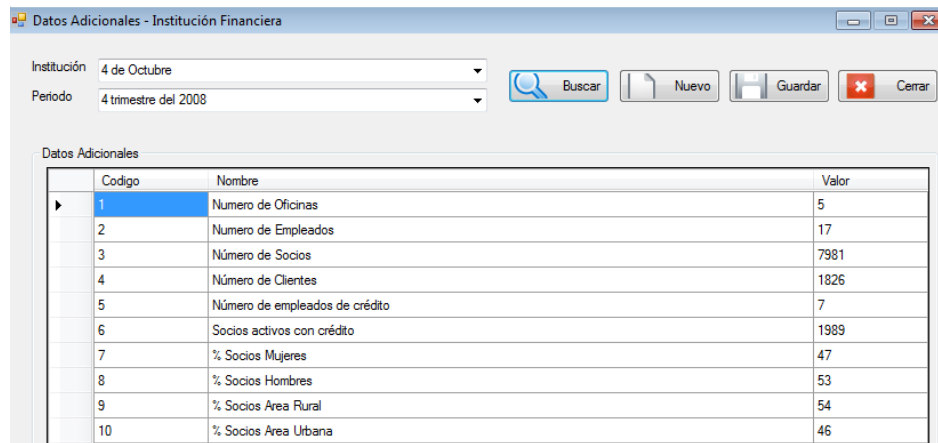 Datos Adicionales - Institución Financiera
Institución 4 de Octubre
Periodo 4 trimestre del 2008
Buscar Nuevo Guardar Cerrar
Datos Adicionales
Codigo Nombre Valor
1 Numero de Oficinas 5
2 Numero de Empleados 17
3 Número de Socios 7981
4 Número de Clientes 1826
5 Número de empleados de crédito 7
6 Socios activos con crédito 1989
7 % Socios Mujeres 47
8 % Socios Hombres 53
9 % Socios Area Rural 54
10 % Socios Area Urbana 46